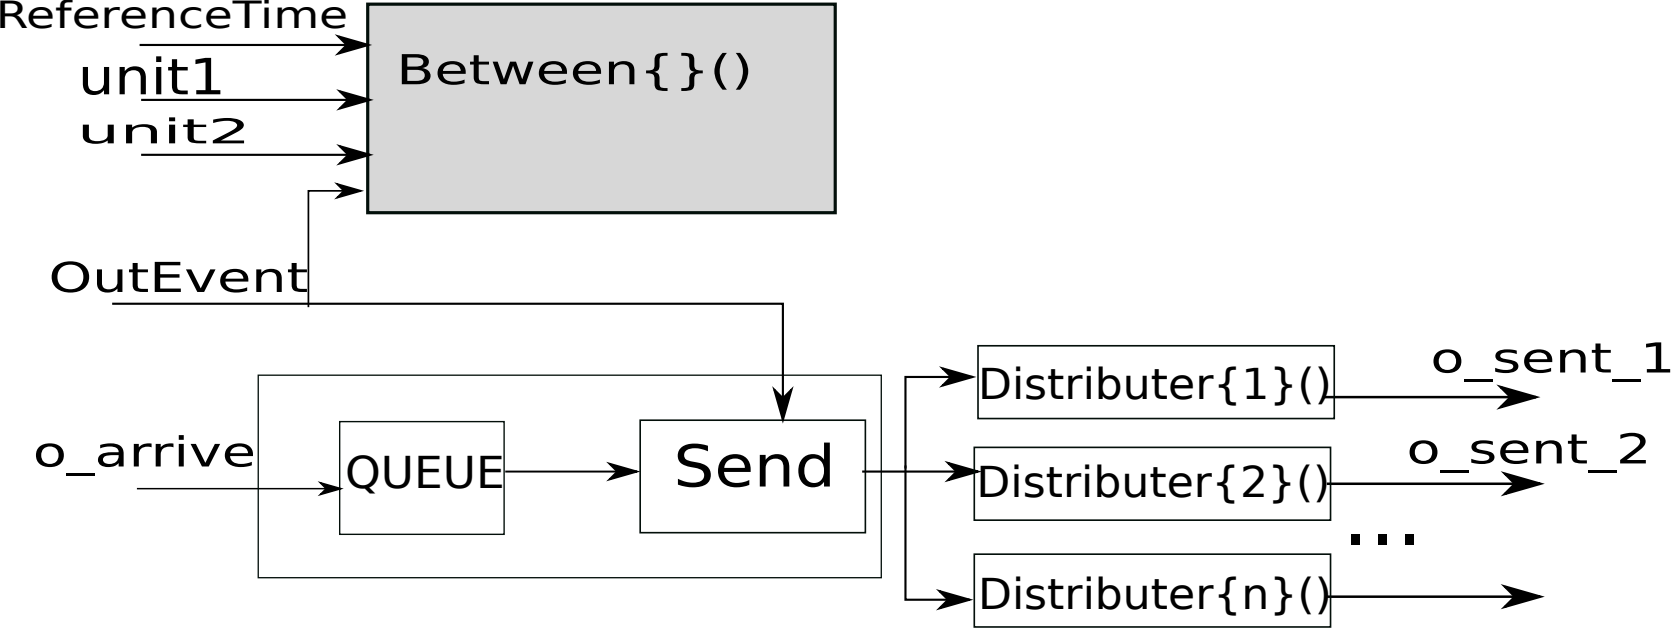 ReferenceTime
Between{}()
unit1
unit2
OutEvent
o_arrive
QUEUE
Send
Distributer{1}()
o_sent_1
Distributer{2}()
o_sent_2
...
Distributer{n}()